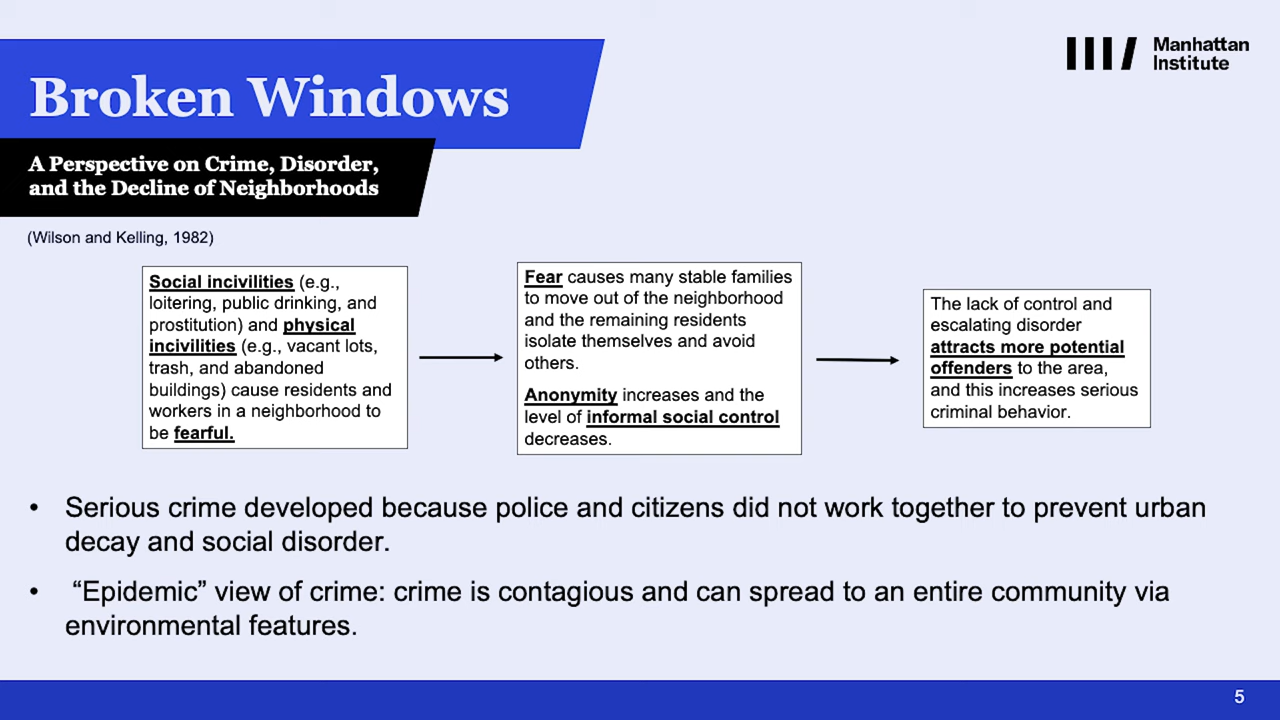 Manhattan
Institute
Broken Windows
A Perspective on Crime, Disorder,
and the Decline of Neighborhoods
(Wilson and Kelling, 1982)
Social incivilities (e.g.,
loitering, public drinking, and
prostitution) and physical
incivilities (e.g., vacant lots,
trash, and abandoned
buildings) cause residents and
workers in a neighborhood to
be fearful.
Fear causes many stable families
to move out of the neighborhood
and the remaining residents
isolate themselves and avoid
others.
Anonymity increases and the
level of informal social control
decreases.
The lack of control and
escalating disorder
attracts more potential
offenders to the area,
and this increases serious
criminal behavior.
• Serious crime developed because police and citizens did not work together to prevent urban
decay and social disorder.
• “Epidemic” view of crime: crime is contagious and can spread to an entire community via
environmental features.
5